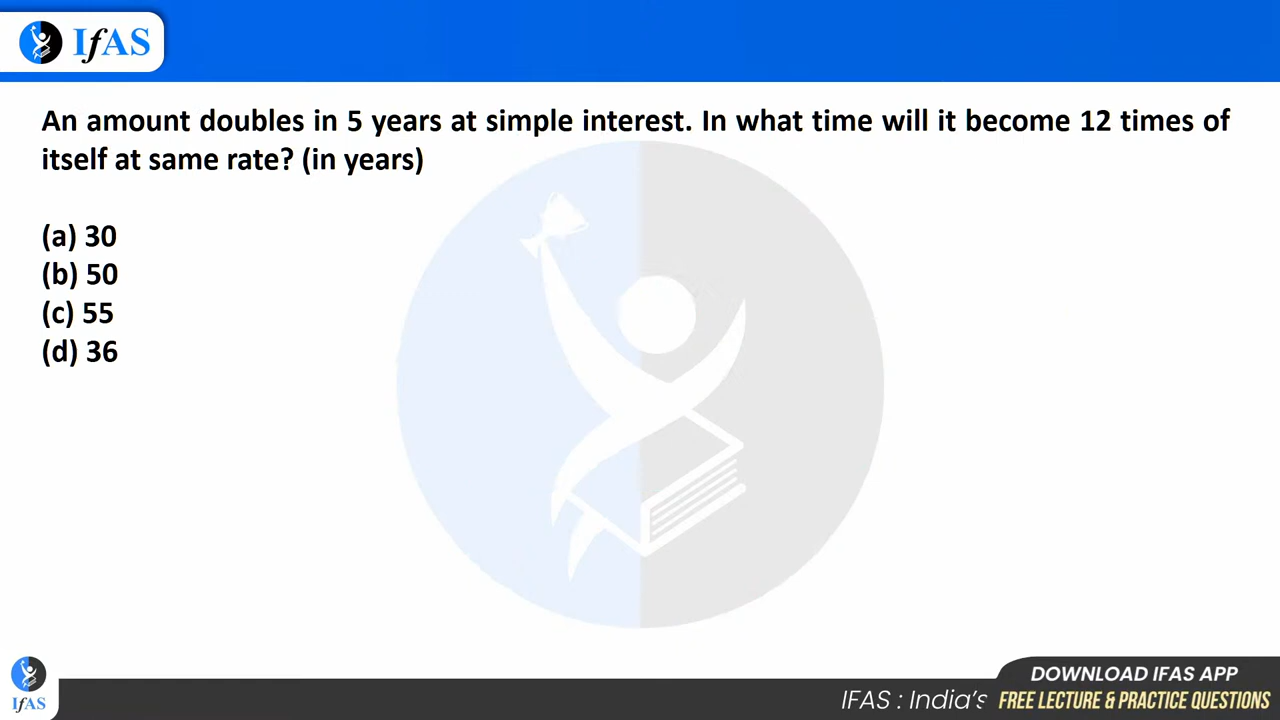 IfAS
An amount doubles in 5 years at simple interest. In what time will it become 12 times of
itself at same rate? (in years)
(a) 30
(b) 50
(c) 55
(d) 36
IfAS
IFAS : India's
DOWNLOAD IFAS APP
FREE LECTURE & PRACTICE QUESTIONS